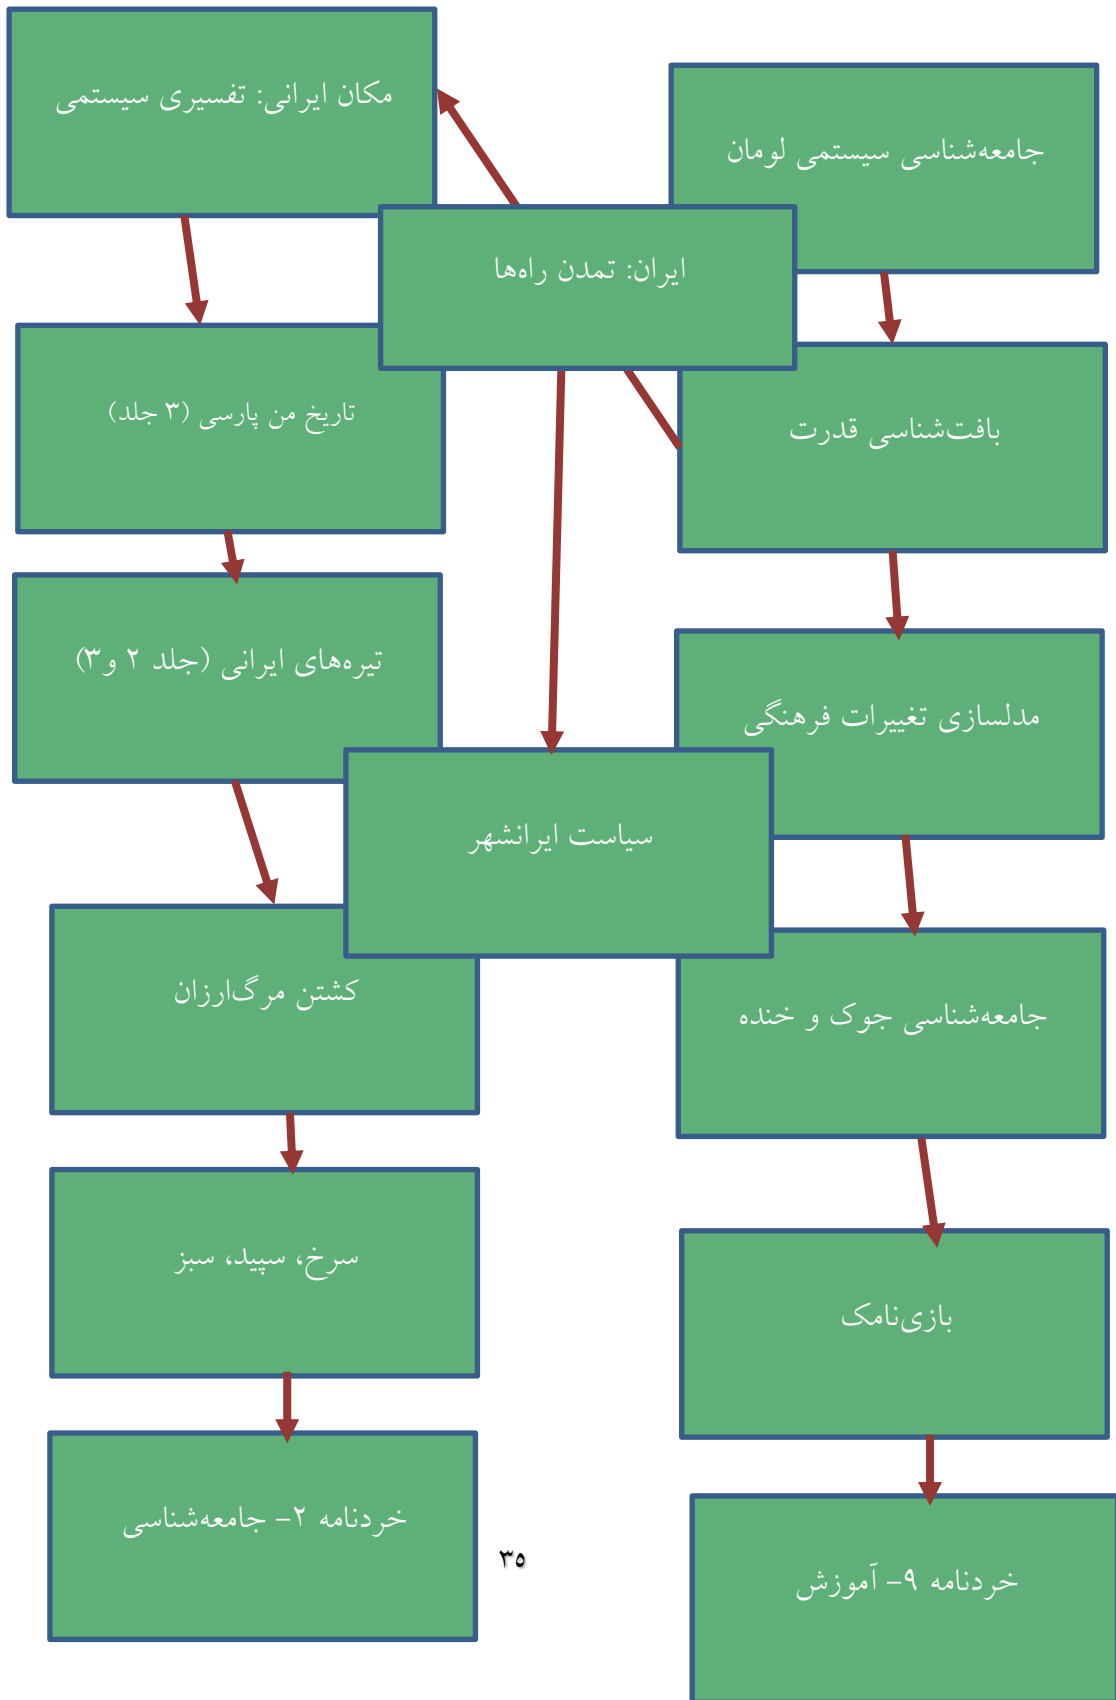 جامعه‌شناسی سیستمی لومان
مکان ایرانی: تفسیری سیستمی
ایران: تمدن راه‌ها
بافت‌شناسی قدرت
تاریخ من پارسی (۳ جلد)
مدلسازی تغییرات فرهنگی
تیره‌های ایرانی (جلد ۲ و۳)
سیاست ایرانشهر
جامعه‌شناسی جوک و خنده
کشتن مرگ‌ارزان
بازی‌نامک
سرخ، سپید، سبز
خردنامه ۹- آموزش
خردنامه ۲- جامعه‌شناسی
۳۵